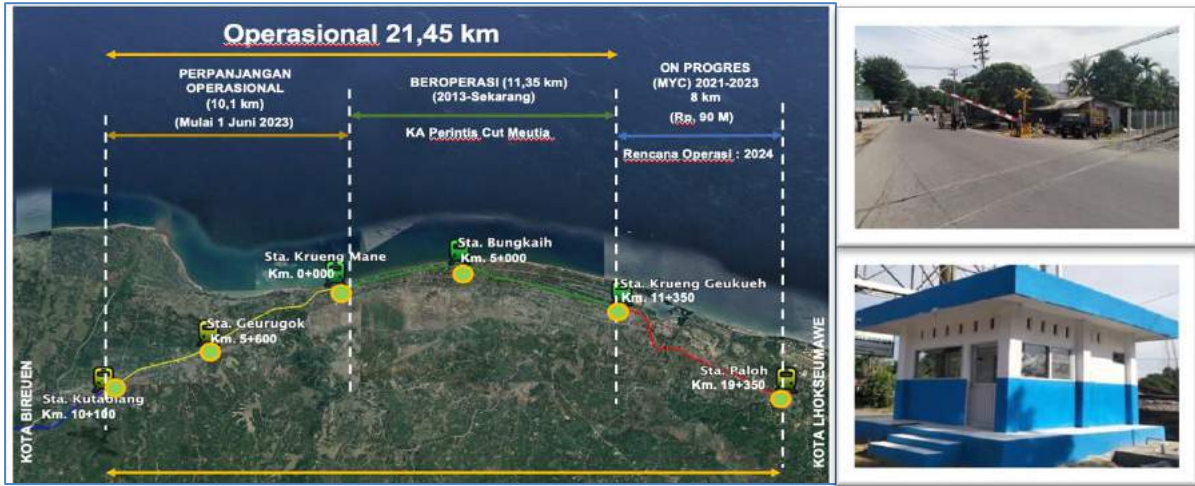 Operasional 21,45 km
PERPANJANGAN
OPERASIONAL
(10,1 km)
(Mulai 1 Juni 2023)
BEROPERASI (11,35 km)
(2013-Sekarang)
KA Perintis Cut Meutia
ON PROGRES
(MYC) 2021-2023
8 km
(Rp. 90 M)
Rencana Operasi : 2024
Sta. Krueng Mane
Km. 0+000
Sta. Bungkaih
Km. 5+000
Sta. Krueng Geukueh
Km. 11+350
Sta. Geurugok
Km. 5+600
Sta. Paloh
Km. 19+350
Sta. Kutablang
Km. 10+100
KOTA BIREUEN
KOTA LHOKSEUMAWE